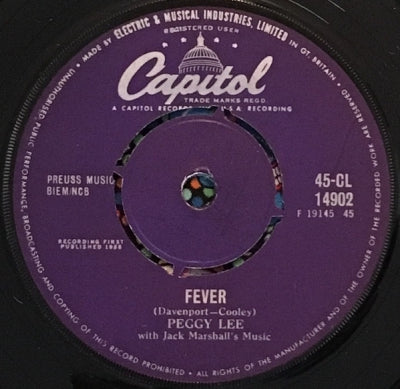 MADE BY ELECTRIC & MUSICAL INDUSTRIES, LIMITED IN GT. BRITAIN •
REGISTERED USER
Capitol
TRADE MARKS REGD.
A CAPITOL RECORDS U.S.A. RECORDING
PREUSS MUSIC
BIEM/NCB
45-CL
14902
F 19145 45
RECORDING FIRST
PUBLISHED 1958
FEVER
(Davenport—Cooley)
PEGGY LEE
with Jack Marshall's Music
ALL RIGHTS OF THE MANUFACTURER AND OF THE OWNER OF THE RECORDED WORK ARE RESERVED
UNAUTHORISED PUBLIC PERFORMANCE, BROADCASTING AND COPYING OF THIS RECORD PROHIBITED •